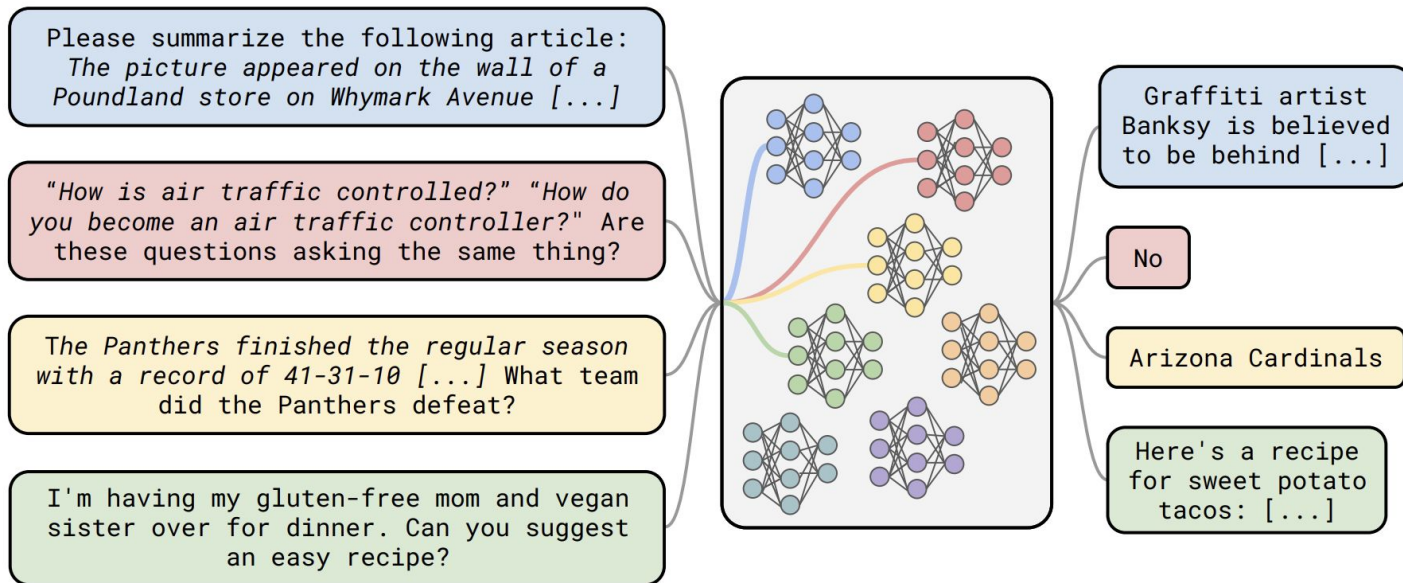 Please summarize the following article:
The picture appeared on the wall of a
Poundland store on Whymark Avenue [...]
“How is air traffic controlled?” “How do
you become an air traffic controller?" Are
these questions asking the same thing?
The Panthers finished the regular season
with a record of 41-31-10 [...] What team
did the Panthers defeat?
I'm having my gluten-free mom and vegan
sister over for dinner. Can you suggest
an easy recipe?
Graffiti artist
Banksy is believed
to be behind [...]
No
Arizona Cardinals
Here's a recipe
for sweet potato
tacos: [...]